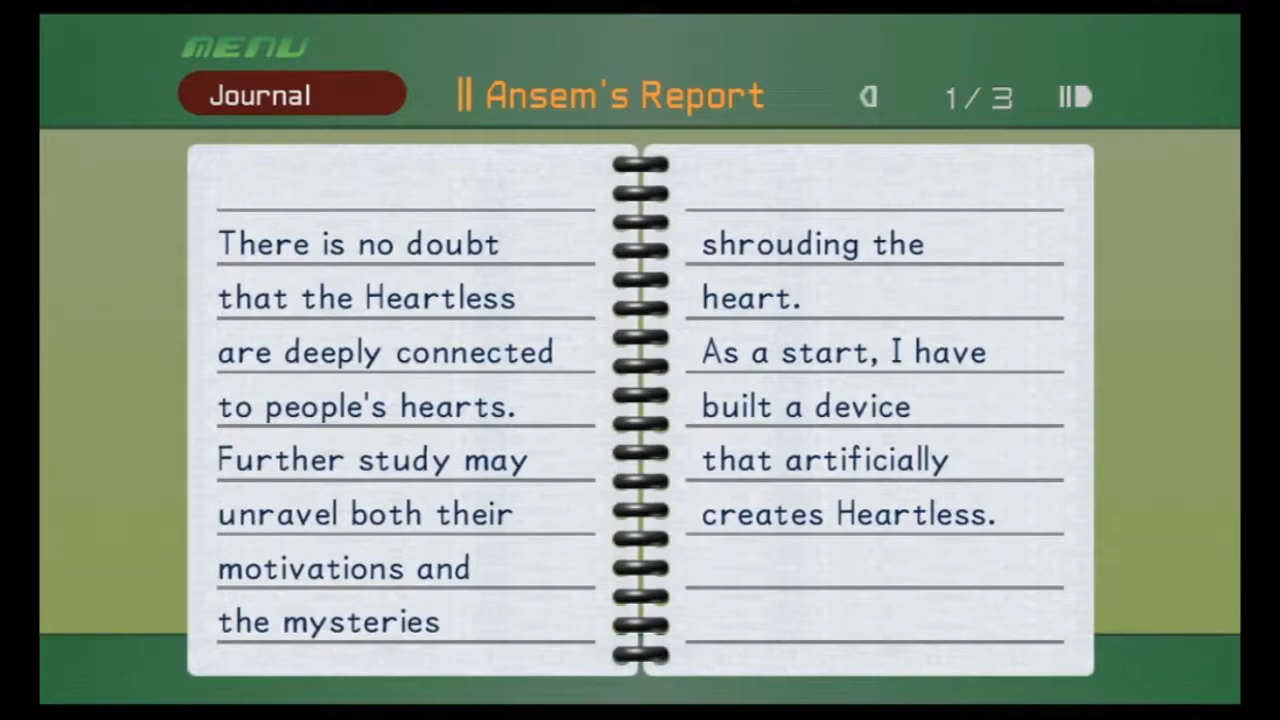 MENU
Journal
Ansem's Report
1/3
There is no doubt
that the Heartless
are deeply connected
to people's hearts.
Further study may
unravel both their
motivations and
the mysteries
shrouding the
heart.
As a start, I have
built a device
that artificially
creates Heartless.